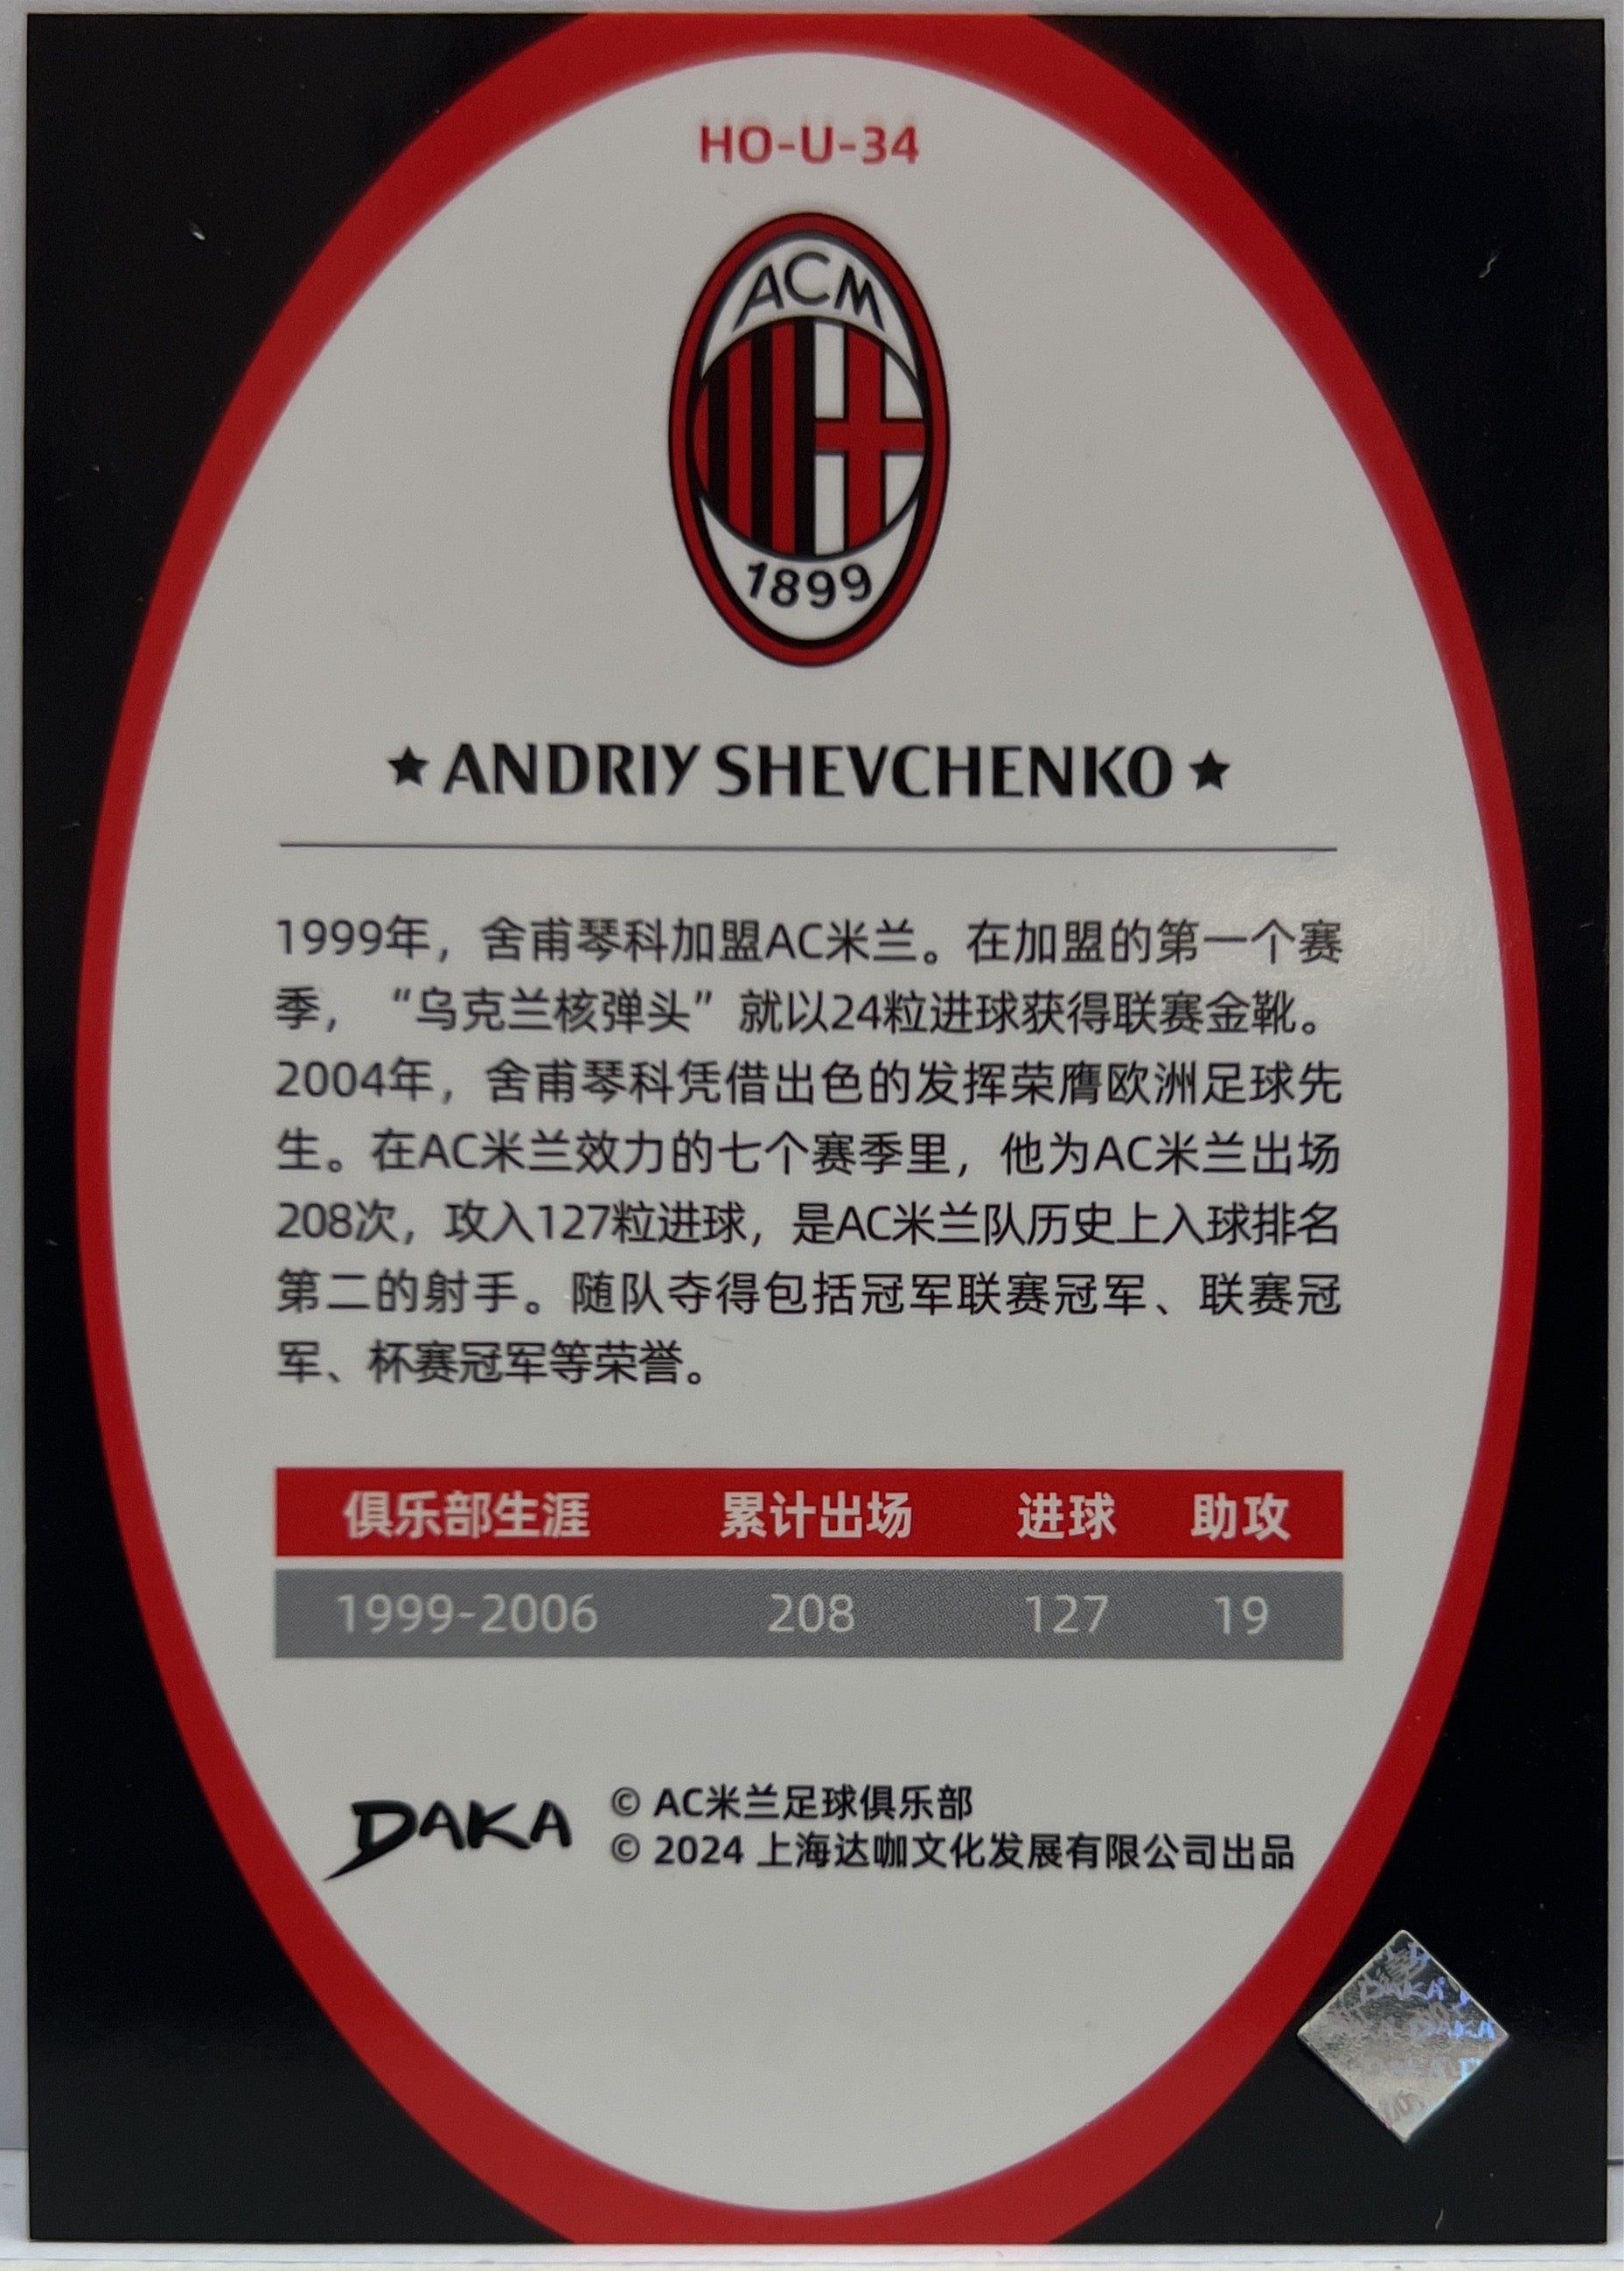 HO-U-34
ACM
1899
★ ANDRIY SHEVCHENKO ★
1999年，舍甫琴科加盟AC米兰。在加盟的第一个赛
季，“乌克兰核弹头”就以24粒进球获得联赛金靴。
2004年，舍甫琴科凭借出色的发挥荣膺欧洲足球先
生。在AC米兰效力的七个赛季里，他为AC米兰出场
208次，攻入127粒进球，是AC米兰队历史上入球排名
第二的射手。随队夺得包括冠军联赛冠军、联赛冠
军、杯赛冠军等荣誉。
俱乐部生涯 累计出场 进球 助攻
1999-2006 208 127 19
DAKA
© AC米兰足球俱乐部
© 2024 上海达咖文化发展有限公司出品
DAKA